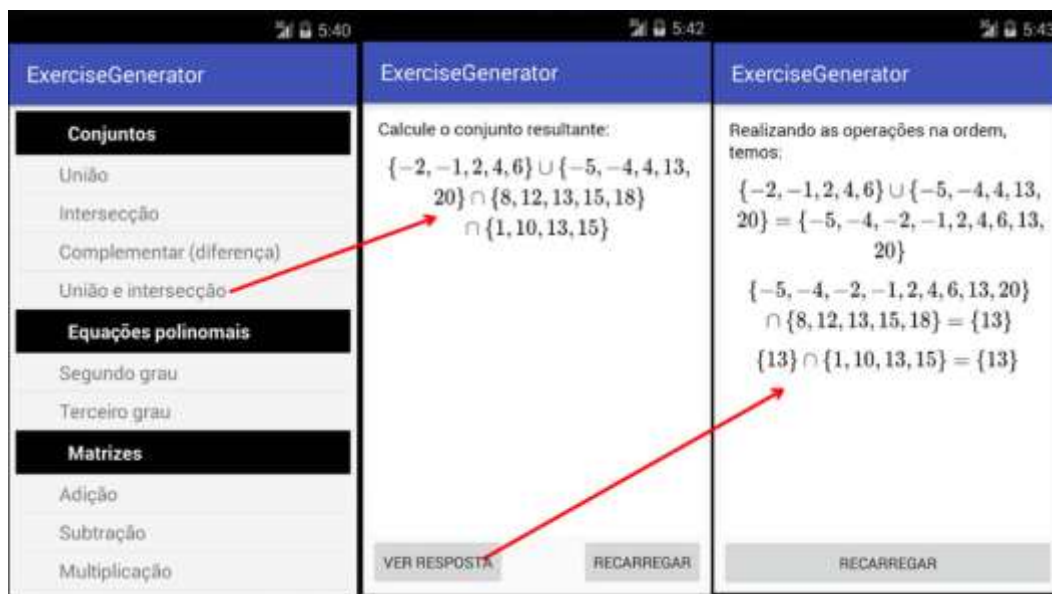 5:40
ExerciseGenerator
Conjuntos
União
Intersecção
Complementar (diferença)
União e intersecção
Equações polinomais
Segundo grau
Terceiro grau
Matrizes
Adição
Subtração
Multiplicação
5:42
ExerciseGenerator
Calcule o conjunto resultante:
{−2, −1, 2, 4, 6} ∪ {−5, −4, 4, 13,
20} ∩ {8, 12, 13, 15, 18}
∩ {1, 10, 13, 15}
VER RESPOSTA
RECARREGAR
5:43
ExerciseGenerator
Realizando as operações na ordem,
temos:
{−2, −1, 2, 4, 6} ∪ {−5, −4, 4, 13,
20} = {−5, −4, −2, −1, 2, 4, 6, 13,
20}
{−5, −4, −2, −1, 2, 4, 6, 13, 20}
∩ {8, 12, 13, 15, 18} = {13}
{13} ∩ {1, 10, 13, 15} = {13}
RECARREGAR